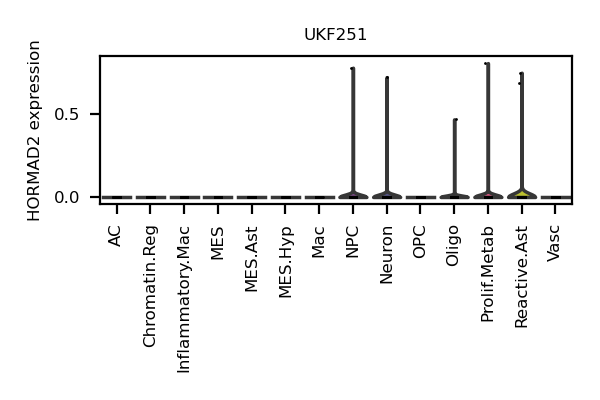 UKF251
HORMAD2 expression
0.5
0.0
AC
Chromatin.Reg
Inflammatory.Mac
MES
MES.Ast
MES.Hyp
Mac
NPC
Neuron
OPC
Oligo
Prolif.Metab
Reactive.Ast
Vasc